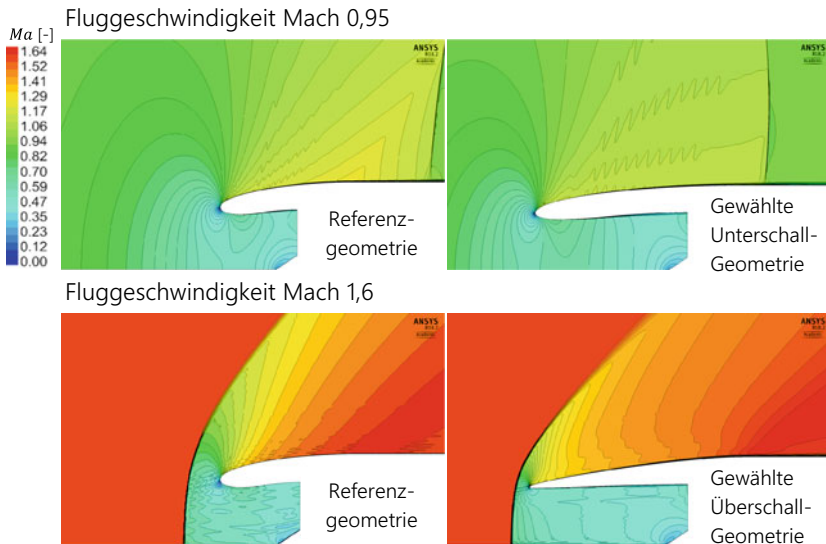 Fluggeschwindigkeit Mach 0,95
Ma [-]
1.64
1.52
1.41
1.29
1.17
1.06
0.94
0.82
0.70
0.59
0.47
0.35
0.23
0.12
0.00
ANSYS
Referenz-
geometrie
ANSYS
Gewählte
Unterschall-
Geometrie
Fluggeschwindigkeit Mach 1,6
ANSYS
Referenz-
geometrie
ANSYS
Gewählte
Überschall-
Geometrie